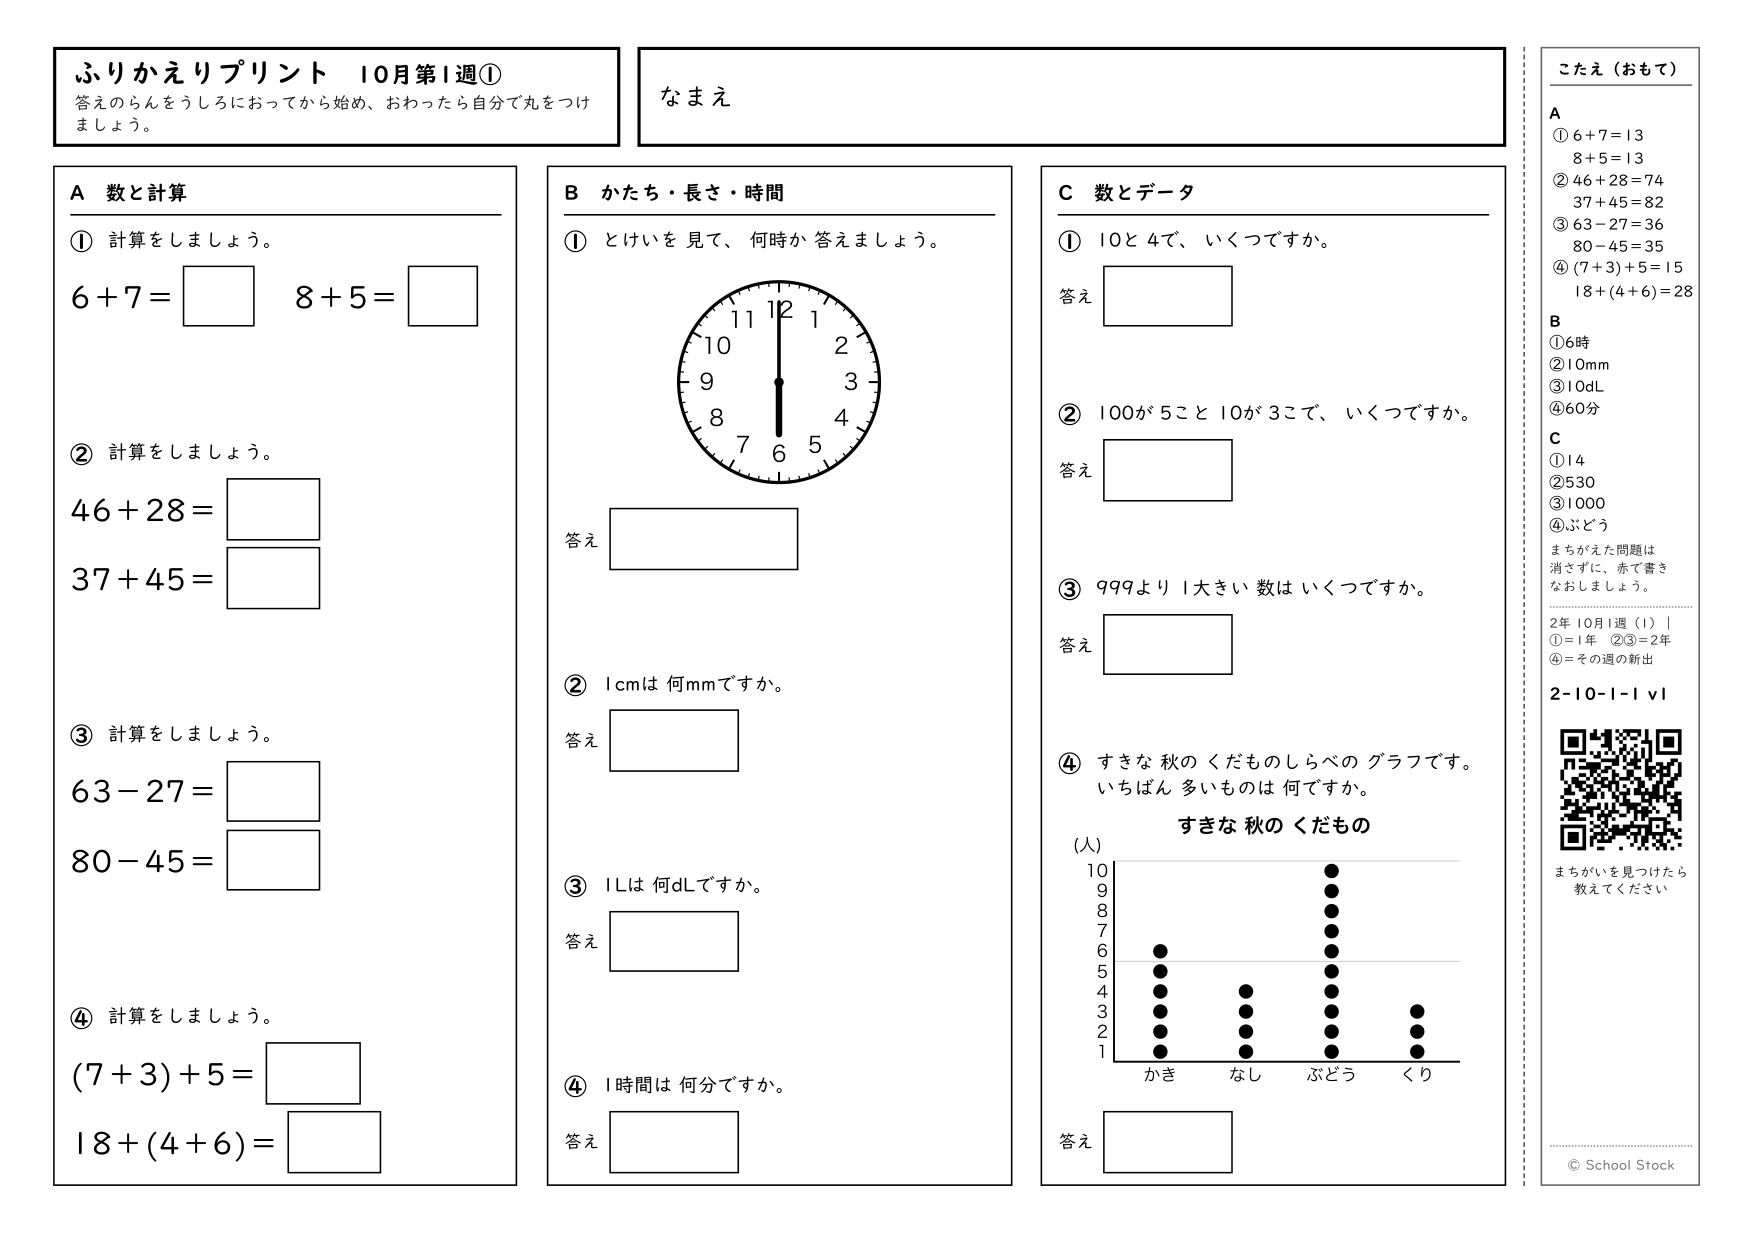 ふりかえりプリント　10月第1週①
答えのらんをうしろにおってから始め、おわったら自分で丸をつけ
ましょう。
なまえ
A　数と計算
① 計算をしましょう。
6+7=　8+5=
② 計算をしましょう。
46+28=
37+45=
③ 計算をしましょう。
63−27=
80−45=
④ 計算をしましょう。
(7+3)+5=
18+(4+6)=
B　かたち・長さ・時間
① とけいを 見て、 何時か 答えましょう。
12
11 1
10 2
9 3
8 4
7 5
6
答え
② 1cmは 何mmですか。
答え
③ 1Lは 何dLですか。
答え
④ 1時間は 何分ですか。
答え
C　数とデータ
① 10と 4で、 いくつですか。
答え
② 100が 5こと 10が 3こで、 いくつですか。
答え
③ 999より 1大きい 数は いくつですか。
答え
④ すきな 秋の くだものしらべの グラフです。
いちばん 多いものは 何ですか。
すきな 秋の くだもの
(人)
10
9
8
7
6
5
4
3
2
1
かき　なし　ぶどう　くり
答え
こたえ（おもて）
A
① 6+7=13
8+5=13
② 46+28=74
37+45=82
③ 63−27=36
80−45=35
④ (7+3)+5=15
18+(4+6)=28
B
①6時
②10mm
③10dL
④60分
C
①14
②530
③1000
④ぶどう
まちがえた問題は
消さずに、赤で書き
なおしましょう。
2年 10月1週（1）｜
①=1年　②③=2年
④=その週の新出
2-10-1-1 v1
まちがいを見つけたら
教えてください
© School Stock